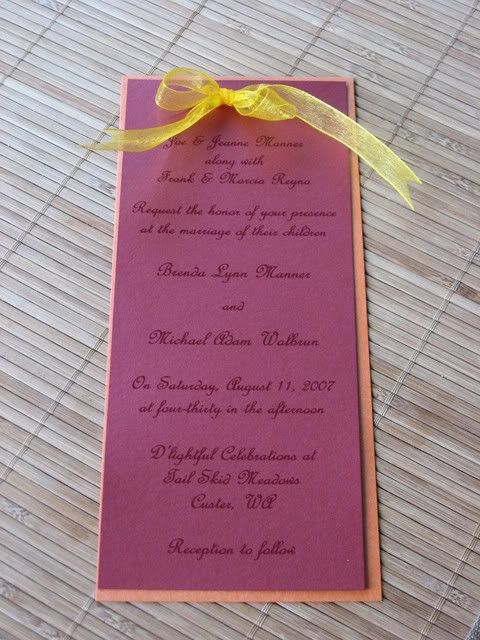 Joe & Jeanne Manner
along with
Frank & Marcia Reyna
Request the honor of your presence
at the marriage of their children
Brenda Lynn Manner
and
Michael Adam Walbrun
On Saturday, August 11, 2007
at four-thirty in the afternoon
D'lightful Celebrations at
Tail Skid Meadows
Custer, WA
Reception to follow